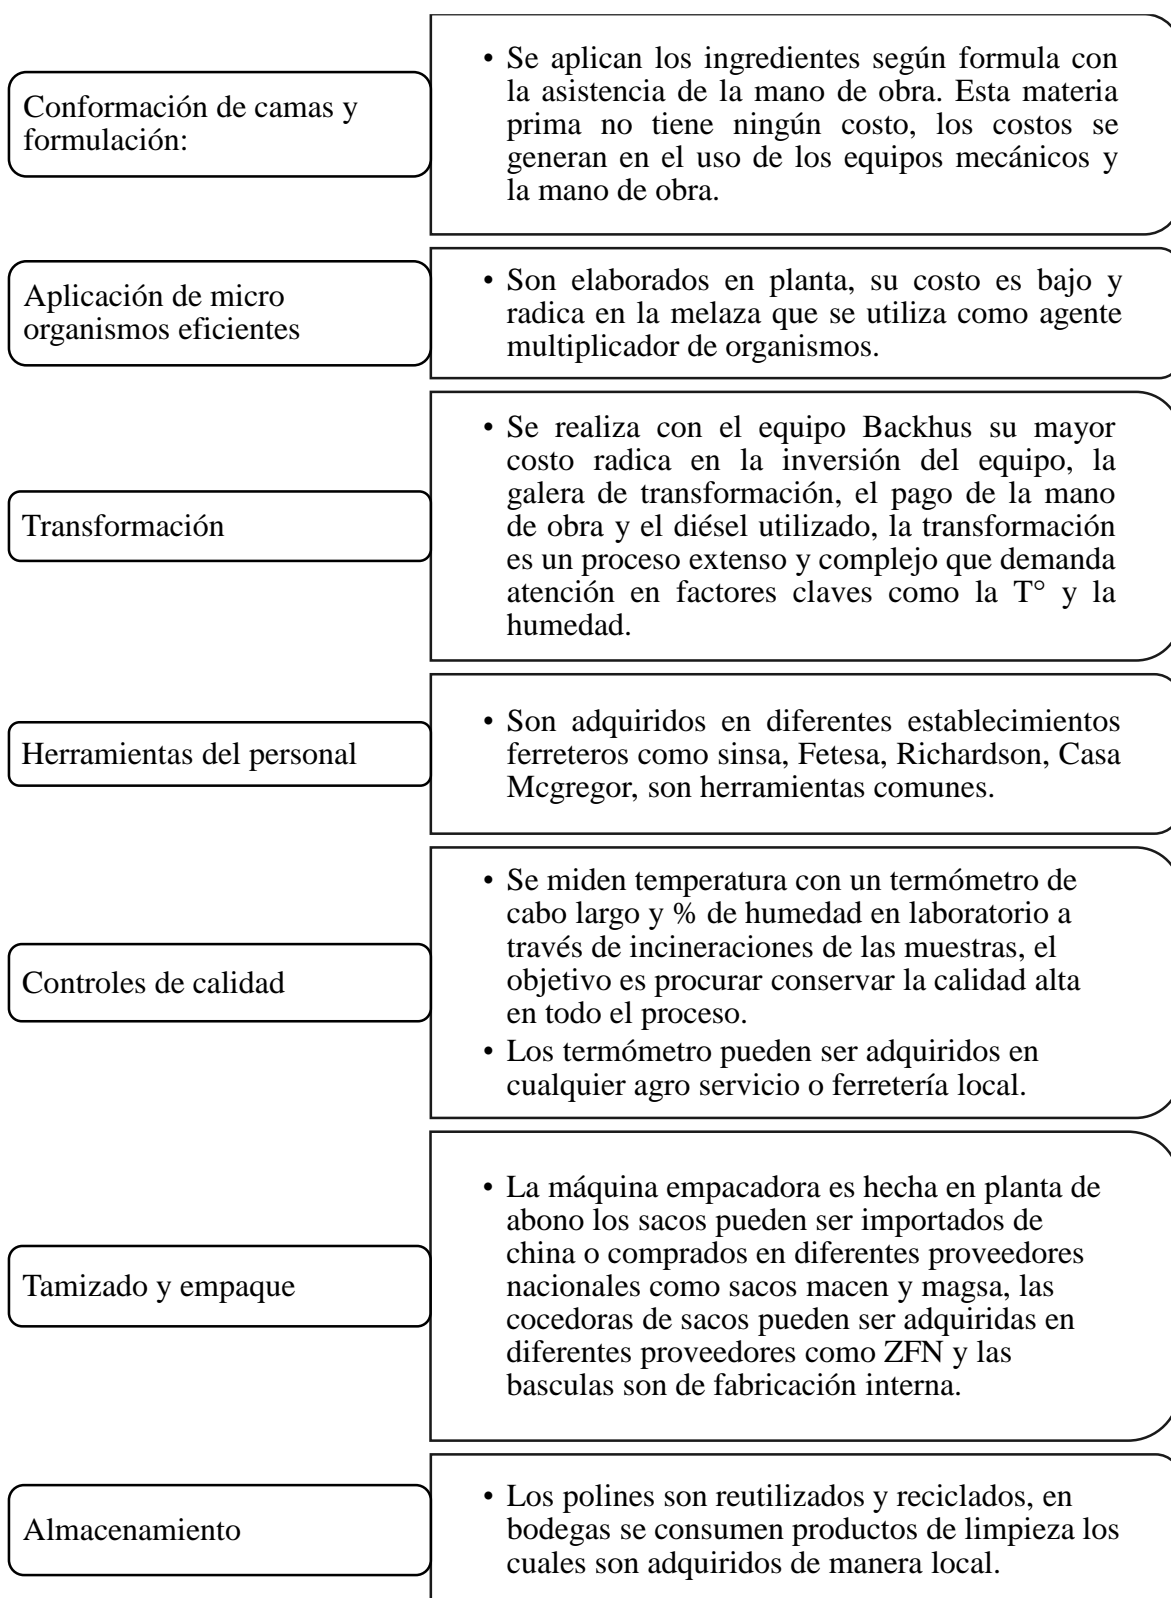 Conformación de camas y
formulación:
• Se aplican los ingredientes según formula con
la asistencia de la mano de obra. Esta materia
prima no tiene ningún costo, los costos se
generan en el uso de los equipos mecánicos y
la mano de obra.
Aplicación de micro
organismos eficientes
• Son elaborados en planta, su costo es bajo y
radica en la melaza que se utiliza como agente
multiplicador de organismos.
Transformación
• Se realiza con el equipo Backhus su mayor
costo radica en la inversión del equipo, la
galera de transformación, el pago de la mano
de obra y el diésel utilizado, la transformación
es un proceso extenso y complejo que demanda
atención en factores claves como la T° y la
humedad.
Herramientas del personal
• Son adquiridos en diferentes establecimientos
ferreteros como sinsa, Fetesa, Richardson, Casa
Mcgregor, son herramientas comunes.
Controles de calidad
• Se miden temperatura con un termómetro de
cabo largo y % de humedad en laboratorio a
través de incineraciones de las muestras, el
objetivo es procurar conservar la calidad alta
en todo el proceso.
• Los termómetro pueden ser adquiridos en
cualquier agro servicio o ferretería local.
Tamizado y empaque
• La máquina empacadora es hecha en planta de
abono los sacos pueden ser importados de
china o comprados en diferentes proveedores
nacionales como sacos macen y magsa, las
cocedoras de sacos pueden ser adquiridas en
diferentes proveedores como ZFN y las
basculas son de fabricación interna.
Almacenamiento
• Los polines son reutilizados y reciclados, en
bodegas se consumen productos de limpieza los
cuales son adquiridos de manera local.